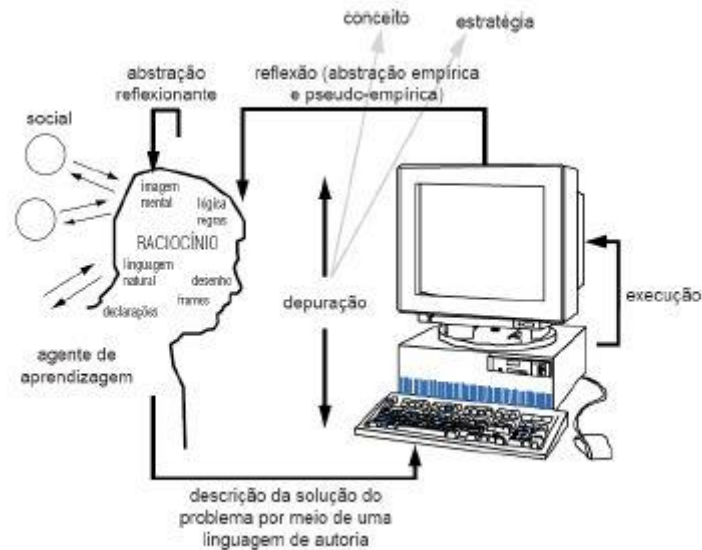 conceito
estratégia
abstração
reflexionante
reflexão (abstração empírica
e pseudo-empírica)
social
imagem
mental
lógica
regras
RACIOCÍNIO
linguagem
natural
desenho
frames
declarações
depuração
execução
agente de
aprendizagem
descrição da solução do
problema por meio de uma
linguagem de autoria